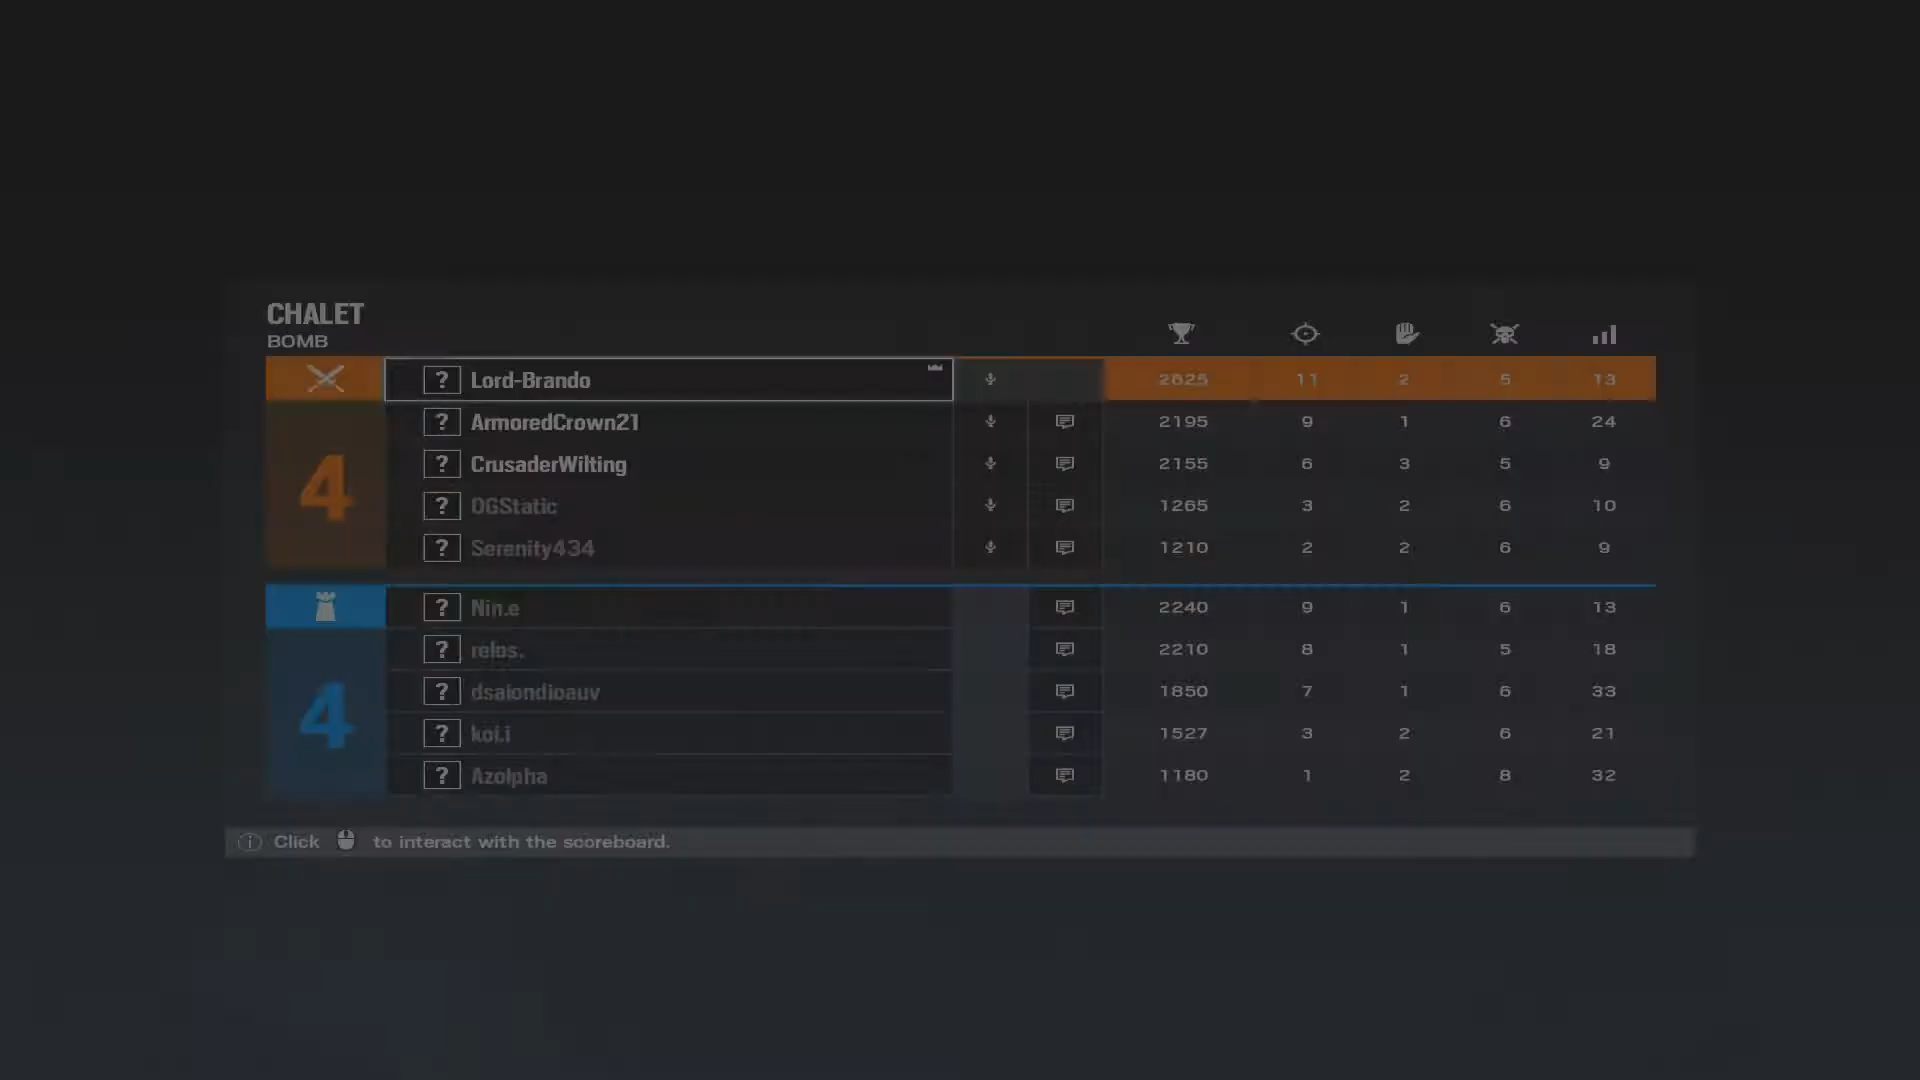 CHALET
BOMB
? Lord-Brando 2625 11 2 5 13
? ArmoredCrown21 2195 9 1 6 24
4
? CrusaderWilting 2155 6 3 5 9
? OGStatic 1265 3 2 6 10
? Serenity434 1210 2 2 6 9
? Nin.e 2240 9 1 6 13
? relos. 2210 8 1 5 18
4
? dsaiondioauv 1850 7 1 6 33
? koi.i 1527 3 2 6 21
? Azolpha 1180 1 2 8 32
Click to interact with the scoreboard.